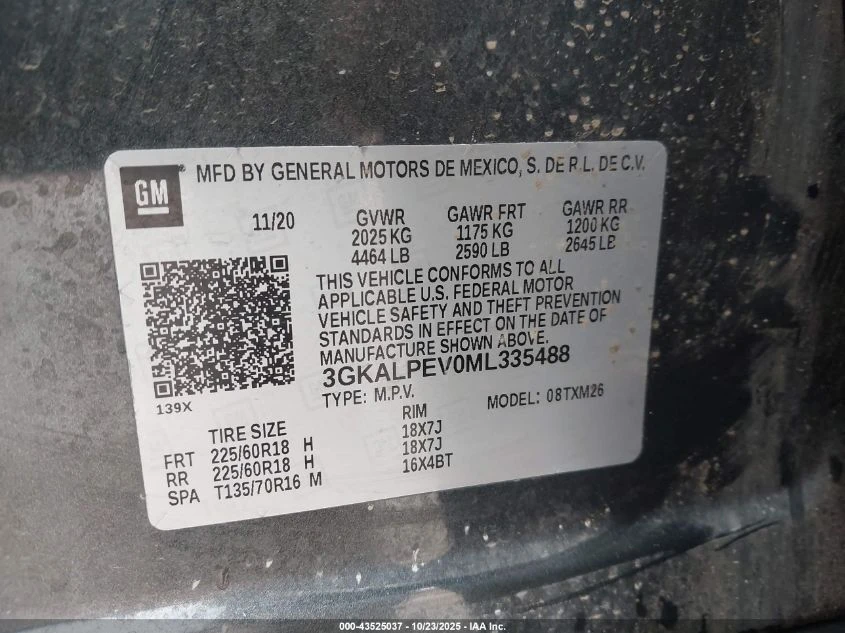 GM
MFD BY GENERAL MOTORS DE MEXICO, S. DE R.L. DE C.V.
11/20 GVWR GAWR FRT GAWR RR
2025 KG 1175 KG 1200 KG
4464 LB 2590 LB 2645 LB
THIS VEHICLE CONFORMS TO ALL
APPLICABLE U.S. FEDERAL MOTOR
VEHICLE SAFETY AND THEFT PREVENTION
STANDARDS IN EFFECT ON THE DATE OF
MANUFACTURE SHOWN ABOVE.
3GKALPEV0ML335488
139X
TYPE: M.P.V. MODEL: 08TXM26
TIRE SIZE RIM
FRT 225/60R18 H 18X7J
RR 225/60R18 H 18X7J
SPA T135/70R16 M 16X4BT
000-43525037 - 10/23/2025 - IAA Inc.